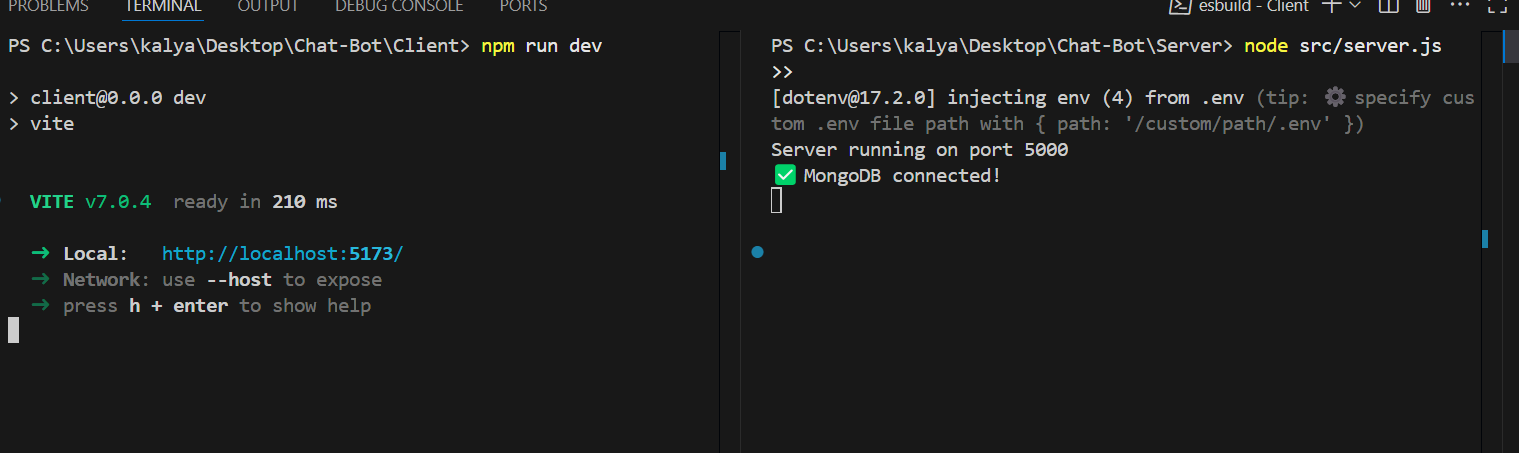 PROBLEMS TERMINAL OUTPUT DEBUG CONSOLE PORTS esbuild - Client
PS C:\Users\kalya\Desktop\Chat-Bot\Client> npm run dev
> client@0.0.0 dev
> vite
VITE v7.0.4 ready in 210 ms
➜ Local: http://localhost:5173/
➜ Network: use --host to expose
➜ press h + enter to show help
PS C:\Users\kalya\Desktop\Chat-Bot\Server> node src/server.js
>>
[dotenv@17.2.0] injecting env (4) from .env (tip: ⚙️ specify cus
tom .env file path with { path: '/custom/path/.env' })
Server running on port 5000
✅ MongoDB connected!